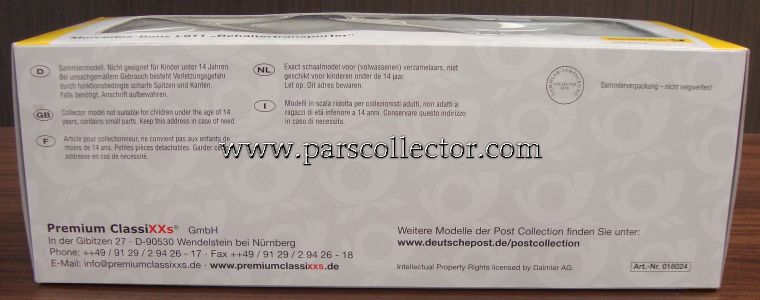 Mercedes-Benz L911 »Behältertransporter«
D
Sammlermodell. Nicht geeignet für Kinder unter 14 Jahren.
Bei unsachgemäßem Gebrauch besteht Verletzungsgefahr
durch funktionsbedingte scharfe Spitzen und Kanten.
Falls benötigt, Anschrift aufbewahren.
GB
Collector model not suitable for children under the age of 14
years, contains small parts. Keep this address in case of need.
F
Article pour collectionneur, ne convient pas aux enfants de
moins de 14 ans. Petites pièces détachables. Garder cette
addresse en cas de nécessité.
NL
Exact schaalmodel voor (volwassenen) verzamelaars, niet
geschikt voor kinderen onder de 14 jaar.
Let op: Dit adres bewaren.
I
Modelli in scala ridotta per collezionisti adulti, non adatti a
ragazzi di età inferiore a 14 anni. Conservare questo indirizzo
in caso di necessità.
SAMMLER-VERPACKUNG
COLLECTOR
BOX
Sammlerverpackung – nicht wegwerfen!
www.parscollector.com
Premium ClassiXXs® GmbH
In der Gibitzen 27 · D-90530 Wendelstein bei Nürnberg
Phone: ++49 / 91 29 / 2 94 26 - 17 · Fax ++49 / 91 29 / 2 94 26 - 18
E-Mail: info@premiumclassixxs.de · www.premiumclassixxs.de
Weitere Modelle der Post Collection finden Sie unter:
www.deutschepost.de/postcollection
Intellectual Property Rights licensed by Daimler AG.
Art.-Nr. 018024